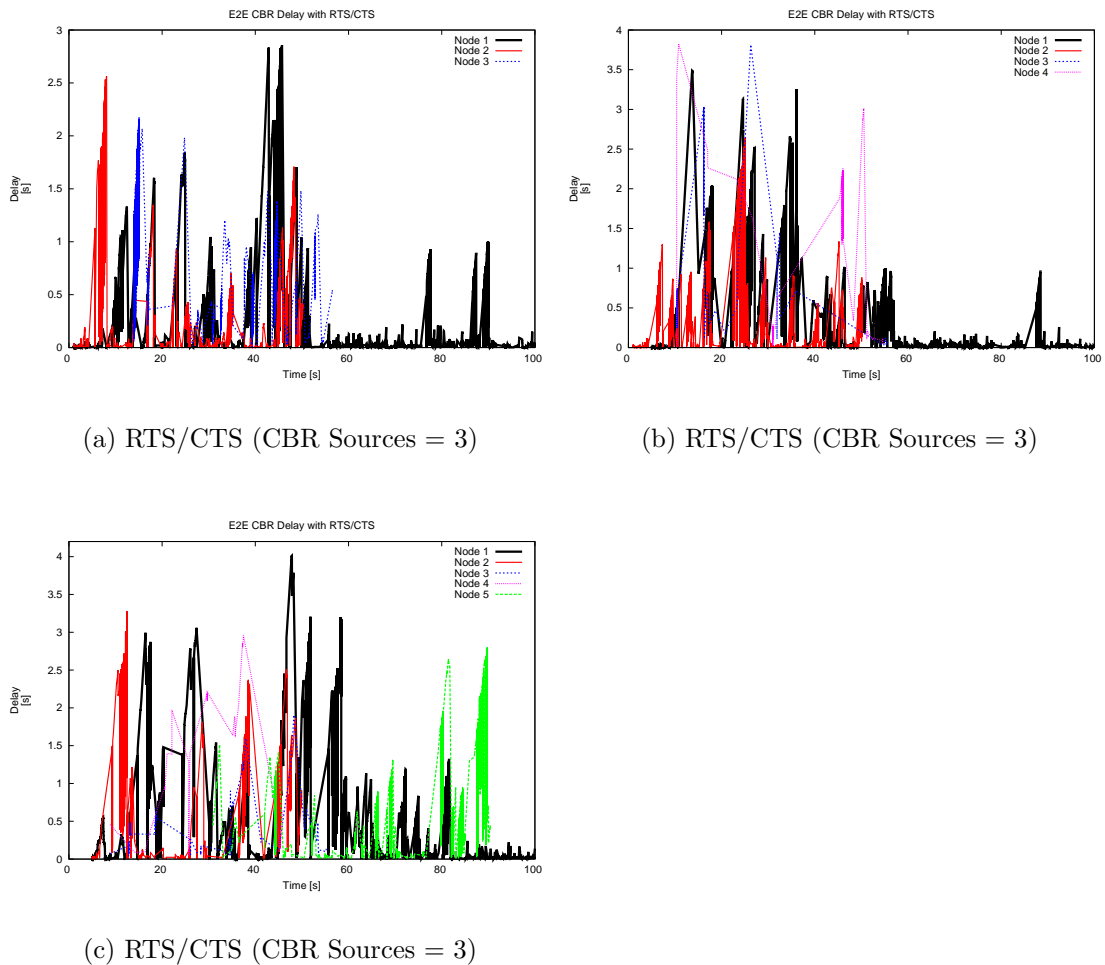 E2E CBR Delay with RTS/CTS
3
2.5
2
1.5
1
0.5
0
0 20 40 60 80 100
Delay
[s]
Time [s]
Node 1
Node 2
Node 3
(a) RTS/CTS (CBR Sources = 3)
E2E CBR Delay with RTS/CTS
4
3.5
3
2.5
2
1.5
1
0.5
0
0 20 40 60 80 100
Delay
[s]
Time [s]
Node 1
Node 2
Node 3
Node 4
(b) RTS/CTS (CBR Sources = 3)
E2E CBR Delay with RTS/CTS
4
3.5
3
2.5
2
1.5
1
0.5
0
0 20 40 60 80 100
Delay
[s]
Time [s]
Node 1
Node 2
Node 3
Node 4
Node 5
(c) RTS/CTS (CBR Sources = 3)